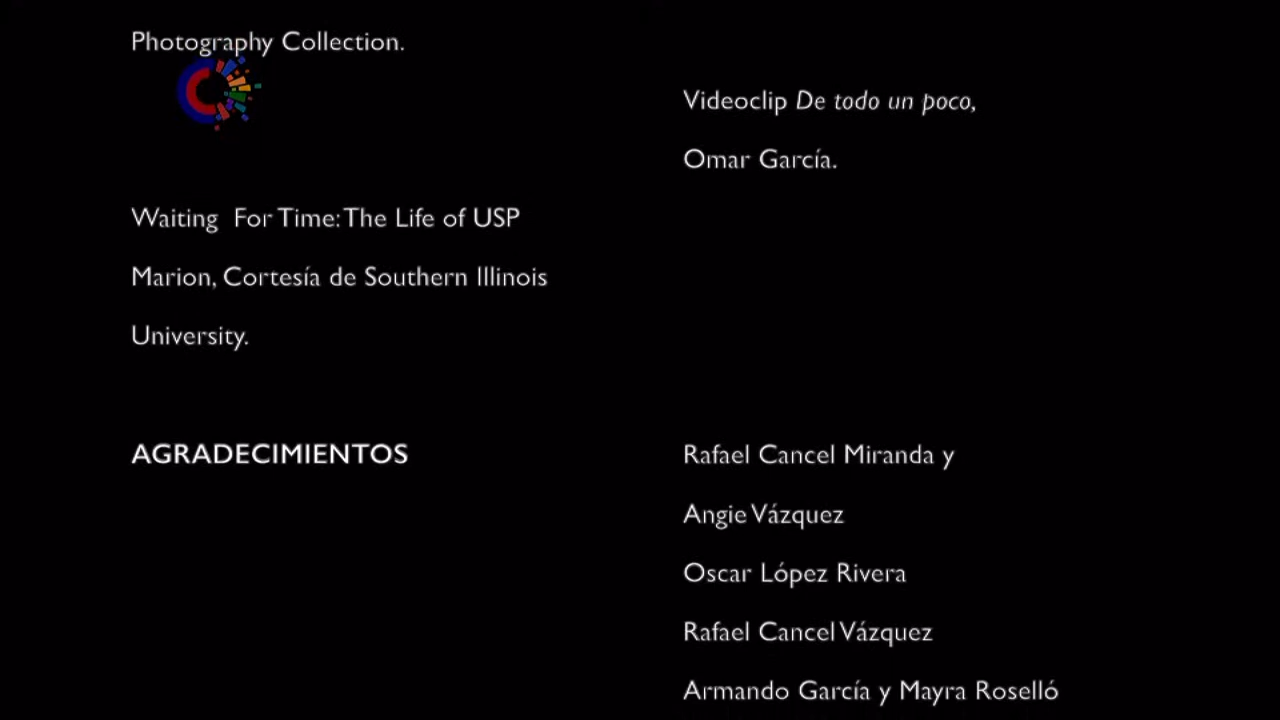 Photography Collection.
Videoclip De todo un poco,
Omar García.
Waiting For Time: The Life of USP
Marion, Cortesía de Southern Illinois
University.
AGRADECIMIENTOS
Rafael Cancel Miranda y
Angie Vázquez
Oscar López Rivera
Rafael Cancel Vázquez
Armando García y Mayra Roselló